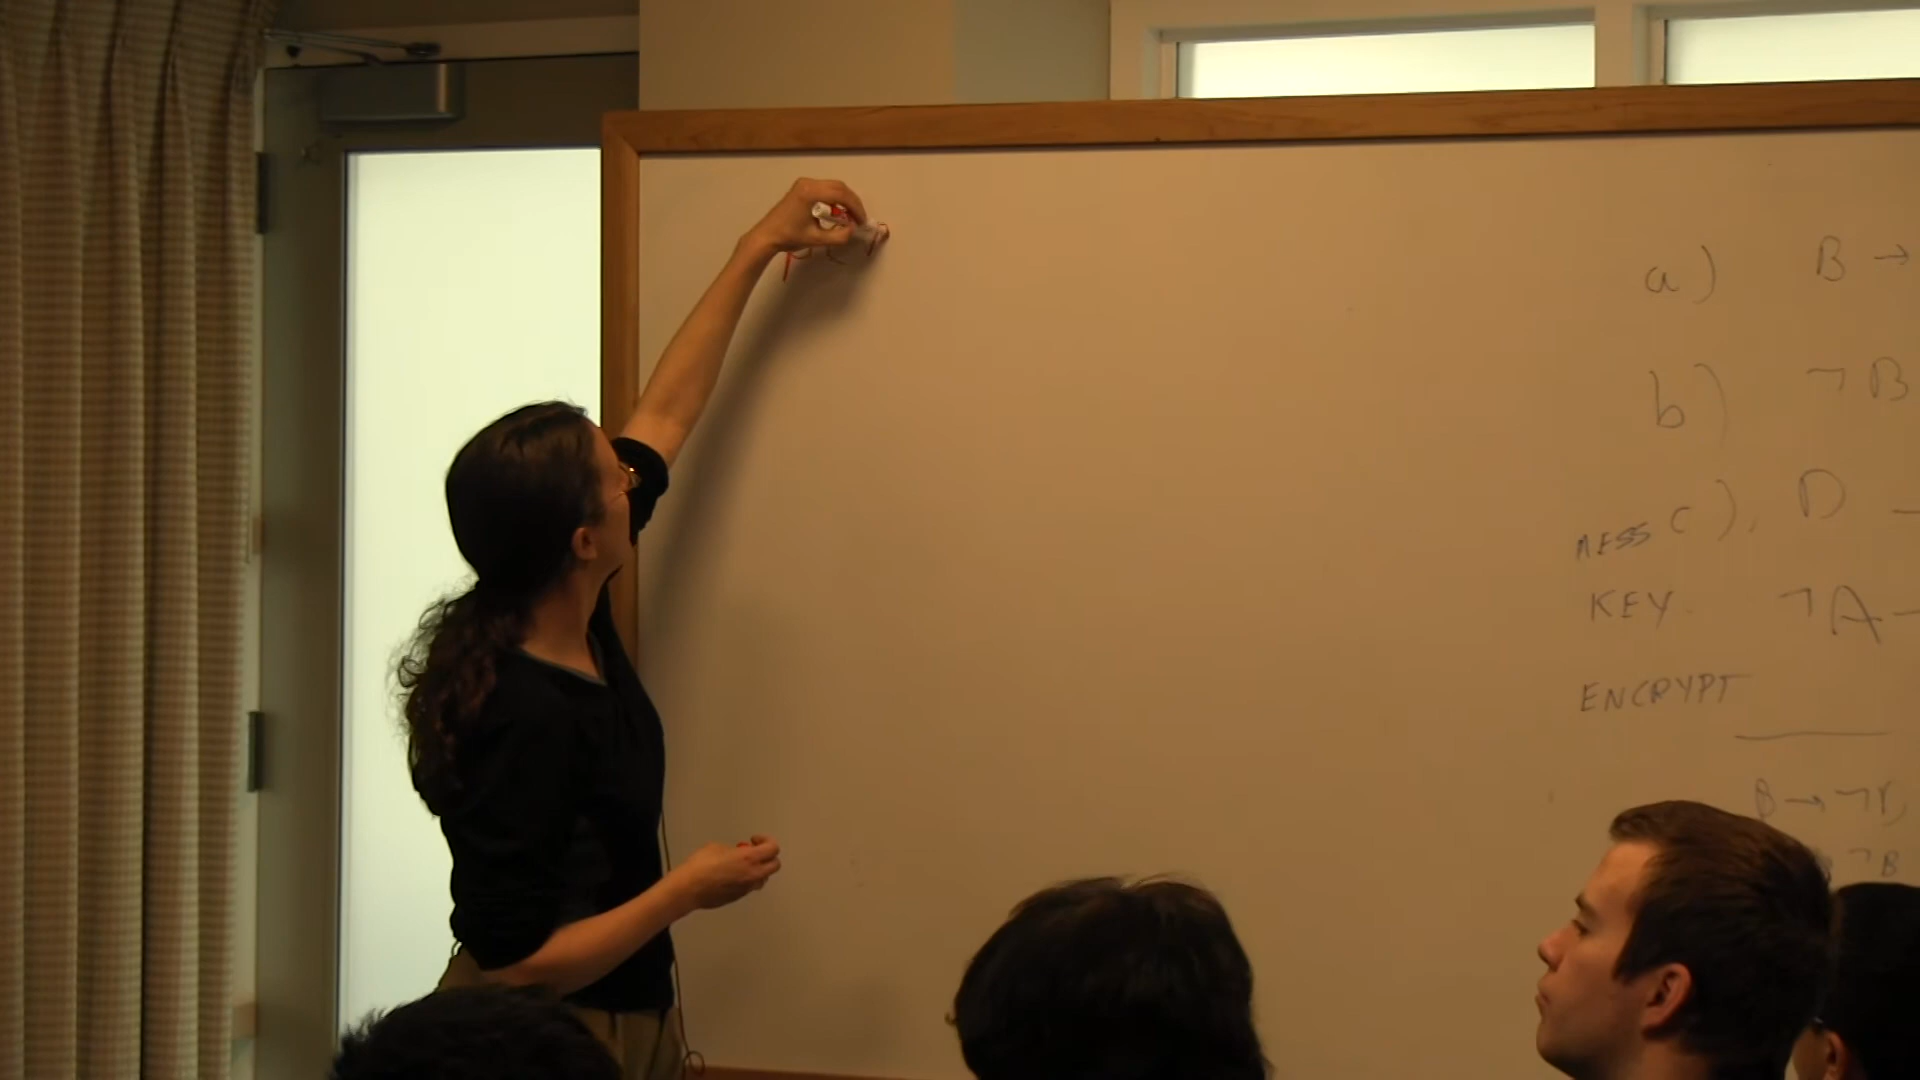 a) B →
b) ¬B
c), D –
MESS
KEY ¬A –
ENCRYPT
B → ¬
¬B